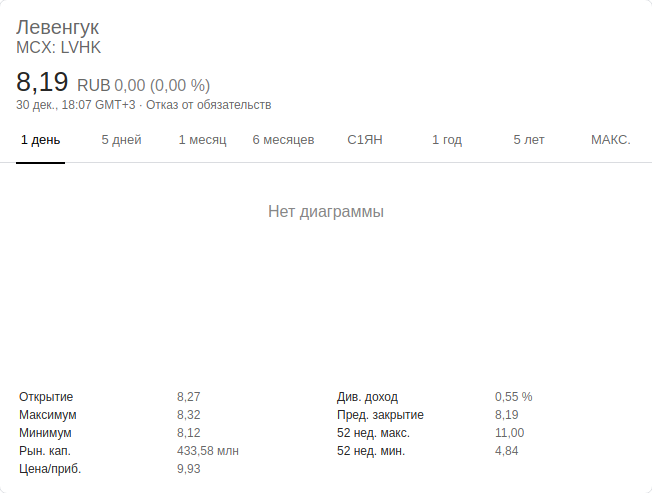 Левенгук
MCX: LVHK
8,19 RUB 0,00 (0,00 %)
30 дек., 18:07 GMT+3 · Отказ от обязательств
1 день 5 дней 1 месяц 6 месяцев С1ЯН 1 год 5 лет МАКС.
Нет диаграммы
Открытие 8,27 Див. доход 0,55 %
Максимум 8,32 Пред. закрытие 8,19
Минимум 8,12 52 нед. макс. 11,00
Рын. кап. 433,58 млн 52 нед. мин. 4,84
Цена/приб. 9,93